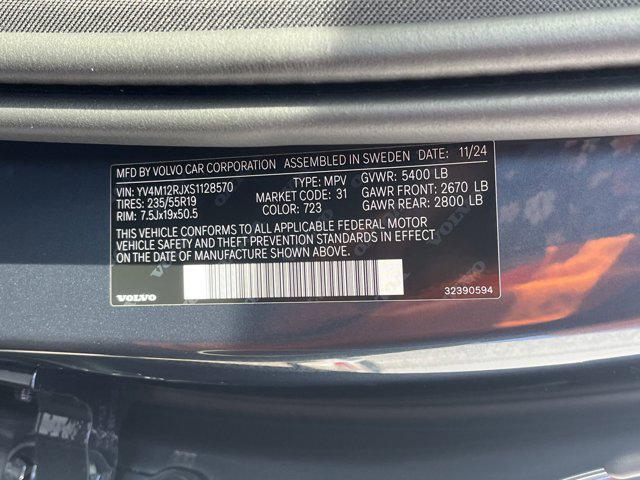 MFD BY VOLVO CAR CORPORATION ASSEMBLED IN SWEDEN DATE: 11/24
VIN: YV4M12RJXS1128570 TYPE: MPV GVWR: 5400 LB
TIRES: 235/55R19 MARKET CODE: 31 GAWR FRONT: 2670 LB
RIM: 7.5Jx19x50.5 COLOR: 723 GAWR REAR: 2800 LB
THIS VEHICLE CONFORMS TO ALL APPLICABLE FEDERAL MOTOR
VEHICLE SAFETY AND THEFT PREVENTION STANDARDS IN EFFECT
ON THE DATE OF MANUFACTURE SHOWN ABOVE.
VOLVO 32390594